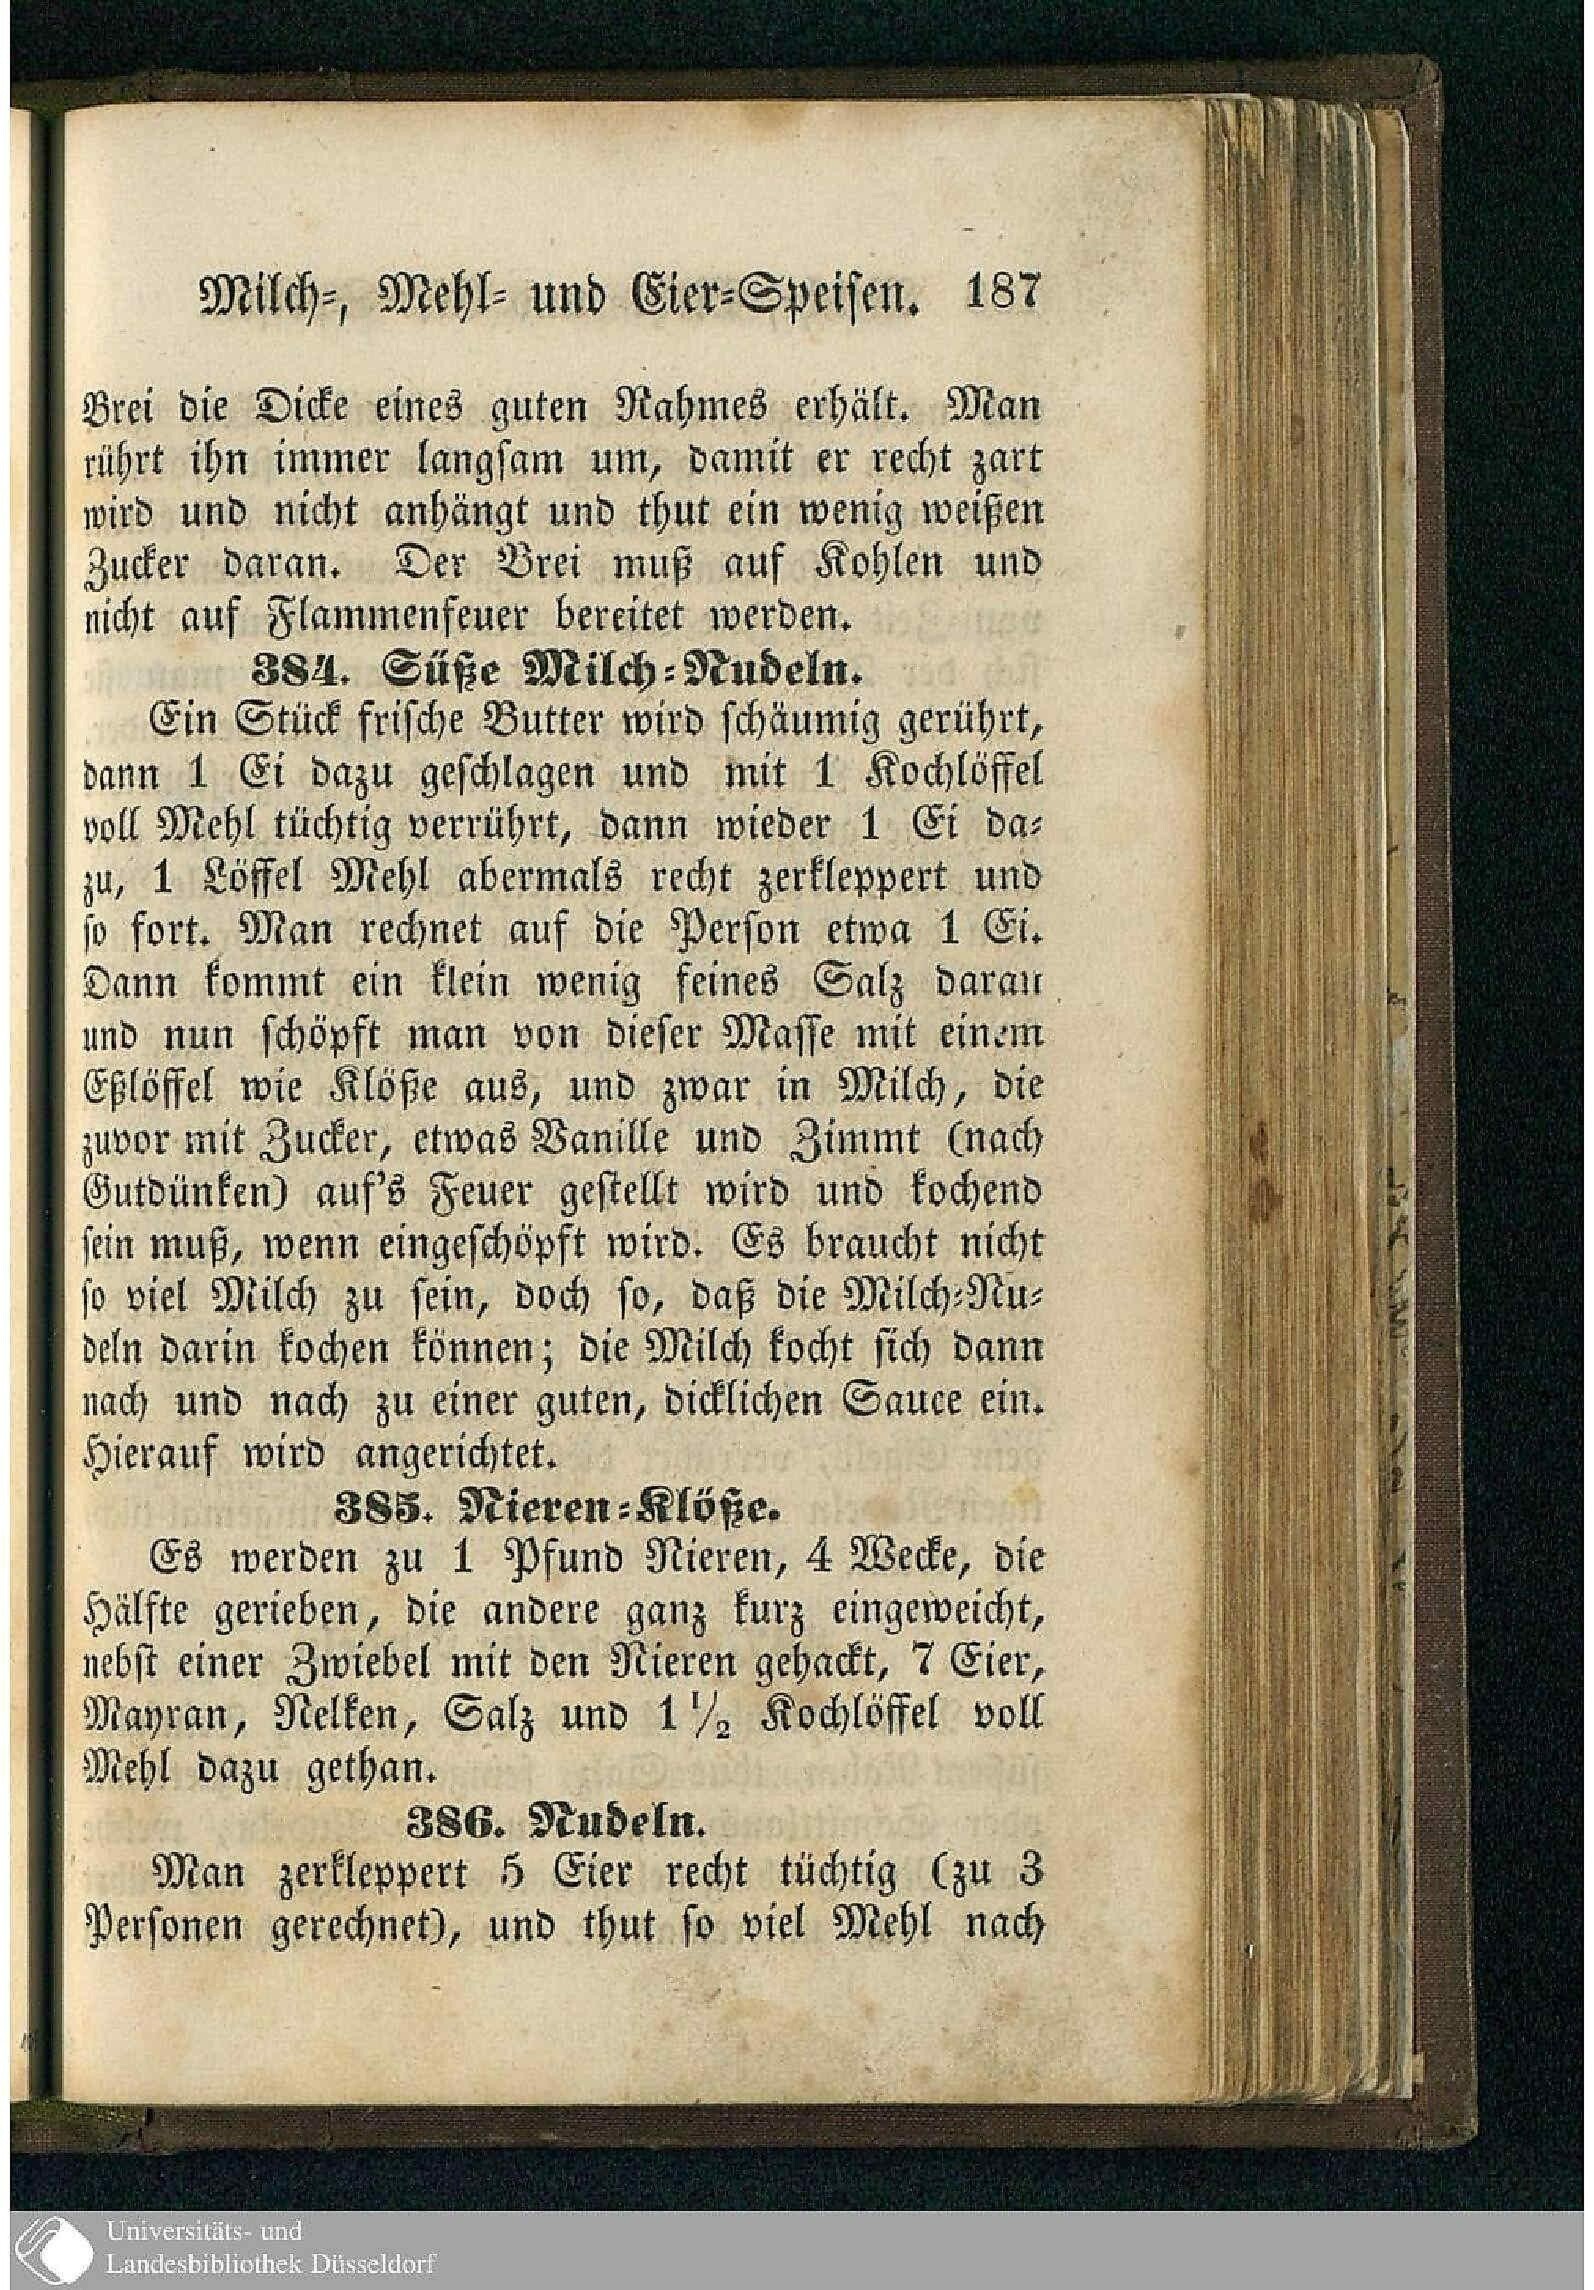 Milch-, Mehl- und Eier-Speisen. 187
Brei die Dicke eines guten Rahmes erhält. Man
rührt ihn immer langsam um, damit er recht zart
wird und nicht anhängt und thut ein wenig weißen
Zucker daran. Der Brei muß auf Kohlen und
nicht auf Flammenfeuer bereitet werden.
384. Süße Milch-Nudeln.
Ein Stück frische Butter wird schäumig gerührt,
dann 1 Ei dazu geschlagen und mit 1 Kochlöffel
voll Mehl tüchtig verrührt, dann wieder 1 Ei da-
zu, 1 Löffel Mehl abermals recht zerkleppert und
so fort. Man rechnet auf die Person etwa 1 Ei.
Dann kommt ein klein wenig feines Salz daran
und nun schöpft man von dieser Masse mit einem
Eßlöffel wie Klöße aus, und zwar in Milch, die
zuvor mit Zucker, etwas Vanille und Zimmt (nach
Gutdünken) auf's Feuer gestellt wird und kochend
sein muß, wenn eingeschöpft wird. Es braucht nicht
so viel Milch zu sein, doch so, daß die Milch-Nu-
deln darin kochen können; die Milch kocht sich dann
nach und nach zu einer guten, dicklichen Sauce ein.
Hierauf wird angerichtet.
385. Nieren-Klöße.
Es werden zu 1 Pfund Nieren, 4 Wecke, die
Hälfte gerieben, die andere ganz kurz eingeweicht,
nebst einer Zwiebel mit den Nieren gehackt, 7 Eier,
Mayran, Nelken, Salz und 1 1/2 Kochlöffel voll
Mehl dazu gethan.
386. Nudeln.
Man zerkleppert 5 Eier recht tüchtig (zu 3
Personen gerechnet), und thut so viel Mehl nach
Universitäts- und
Landesbibliothek Düsseldorf